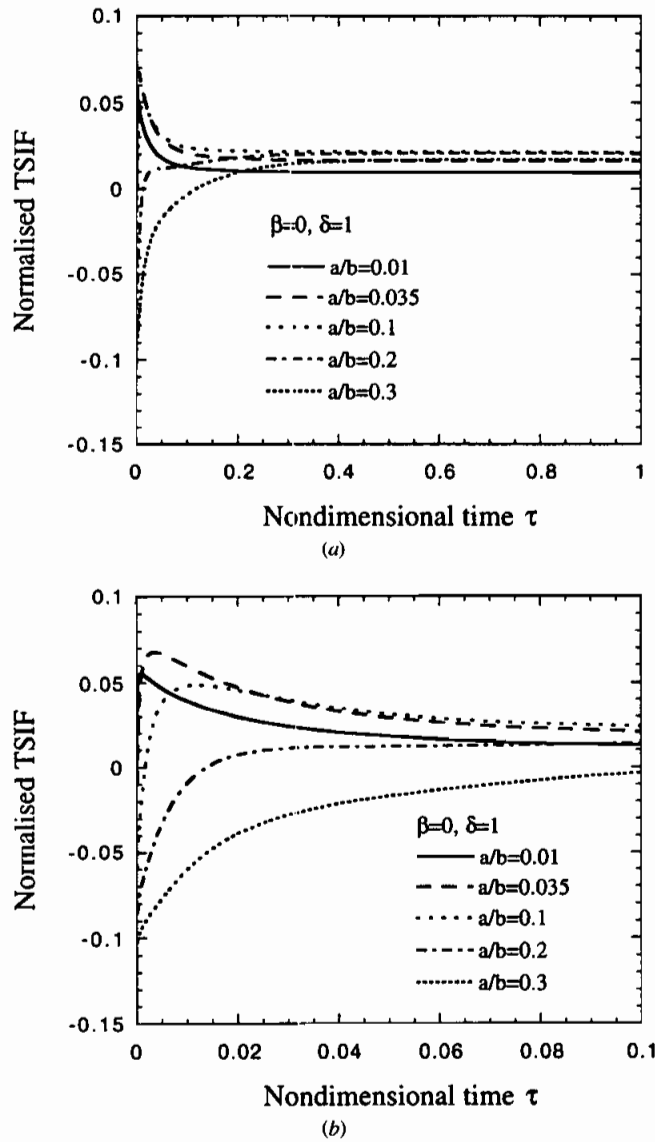 0.1
0.05
0
-0.05
-0.1
-0.15
Normalised TSIF
β=0, δ=1
a/b=0.01
a/b=0.035
a/b=0.1
a/b=0.2
a/b=0.3
0 0.2 0.4 0.6 0.8 1
Nondimensional time τ
(a)
0.1
0.05
0
-0.05
-0.1
-0.15
Normalised TSIF
β=0, δ=1
a/b=0.01
a/b=0.035
a/b=0.1
a/b=0.2
a/b=0.3
0 0.02 0.04 0.06 0.08 0.1
Nondimensional time τ
(b)